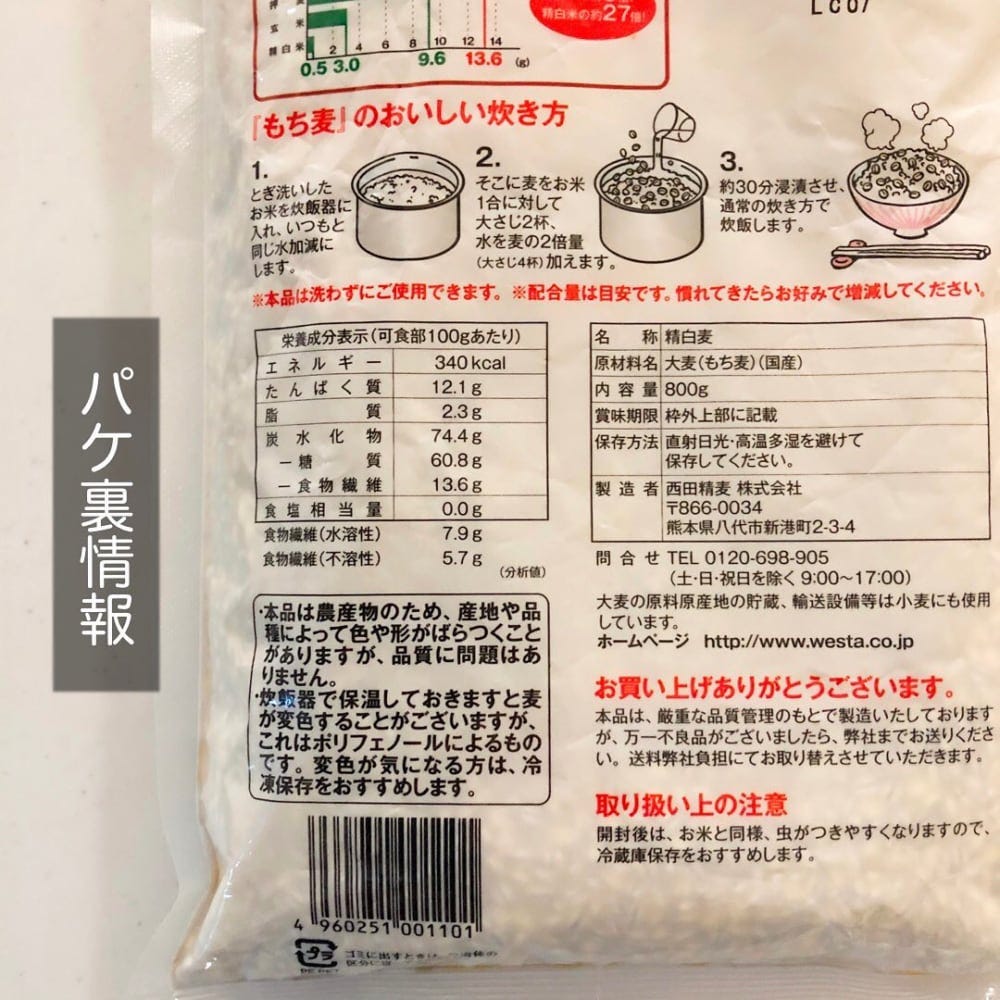 麦
玄米
精白米
2 4 6 8 10 12 14
0.5 3.0 9.6 13.6 (g)
精白米の約27倍!
『もち麦』のおいしい炊き方
1.
とぎ洗いした
お米を炊飯器に
入れ、いつもと
同じ水加減に
します。
2.
そこに麦をお米
1合に対して
大さじ2杯、
水を麦の2倍量
(大さじ4杯)加えます。
3.
約30分浸漬させ、
通常の炊き方で
炊飯します。
※本品は洗わずにご使用できます。※配合量は目安です。慣れてきたらお好みで増減してください。
栄養成分表示(可食部100gあたり)
エネルギー 340kcal
たんぱく質 12.1g
脂質 2.3g
炭水化物 74.4g
ー糖質 60.8g
ー食物繊維 13.6g
食塩相当量 0.0g
食物繊維(水溶性) 7.9g
食物繊維(不溶性) 5.7g
(分析値)
名称 精白麦
原材料名 大麦(もち麦)(国産)
内容量 800g
賞味期限 枠外上部に記載
保存方法 直射日光・高温多湿を避けて
保存してください。
製造者 西田精麦 株式会社
〒866-0034
熊本県八代市新港町2-3-4
問合せ TEL 0120-698-905
(土・日・祝日を除く 9:00〜17:00)
大麦の原料原産地の貯蔵、輸送設備等は小麦にも使用
しています。
ホームページ http://www.westa.co.jp
・本品は農産物のため、産地や品
種によって色や形がばらつくこと
がありますが、品質に問題はあ
りません。
・炊飯器で保温しておきますと麦
が変色することがございますが、
これはポリフェノールによるもの
です。変色が気になる方は、冷
凍保存をおすすめします。
お買い上げありがとうございます。
本品は、厳重な品質管理のもとで製造いたしております
が、万一不良品がございましたら、弊社までお送りくださ
い。送料弊社負担にてお取り替えさせていただきます。
取り扱い上の注意
開封後は、お米と同様、虫がつきやすくなりますので、
冷蔵庫保存をおすすめします。
4 960251 001101
プラ
ゴミに出すときは
パケ裏情報